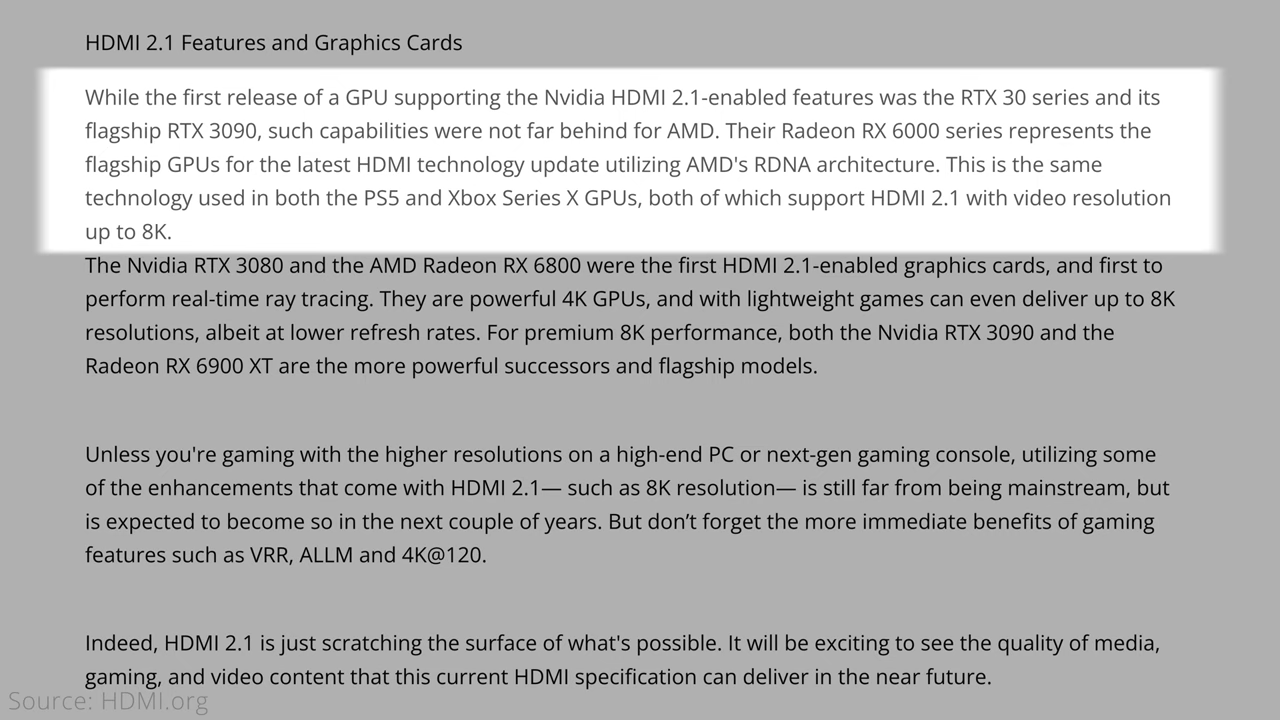 HDMI 2.1 Features and Graphics Cards
While the first release of a GPU supporting the Nvidia HDMI 2.1-enabled features was the RTX 30 series and its
flagship RTX 3090, such capabilities were not far behind for AMD. Their Radeon RX 6000 series represents the
flagship GPUs for the latest HDMI technology update utilizing AMD's RDNA architecture. This is the same
technology used in both the PS5 and Xbox Series X GPUs, both of which support HDMI 2.1 with video resolution
up to 8K.
The Nvidia RTX 3080 and the AMD Radeon RX 6800 were the first HDMI 2.1-enabled graphics cards, and first to
perform real-time ray tracing. They are powerful 4K GPUs, and with lightweight games can even deliver up to 8K
resolutions, albeit at lower refresh rates. For premium 8K performance, both the Nvidia RTX 3090 and the
Radeon RX 6900 XT are the more powerful successors and flagship models.
Unless you're gaming with the higher resolutions on a high-end PC or next-gen gaming console, utilizing some
of the enhancements that come with HDMI 2.1— such as 8K resolution— is still far from being mainstream, but
is expected to become so in the next couple of years. But don’t forget the more immediate benefits of gaming
features such as VRR, ALLM and 4K@120.
Indeed, HDMI 2.1 is just scratching the surface of what's possible. It will be exciting to see the quality of media,
gaming, and video content that this current HDMI specification can deliver in the near future.
Source: HDMI.org